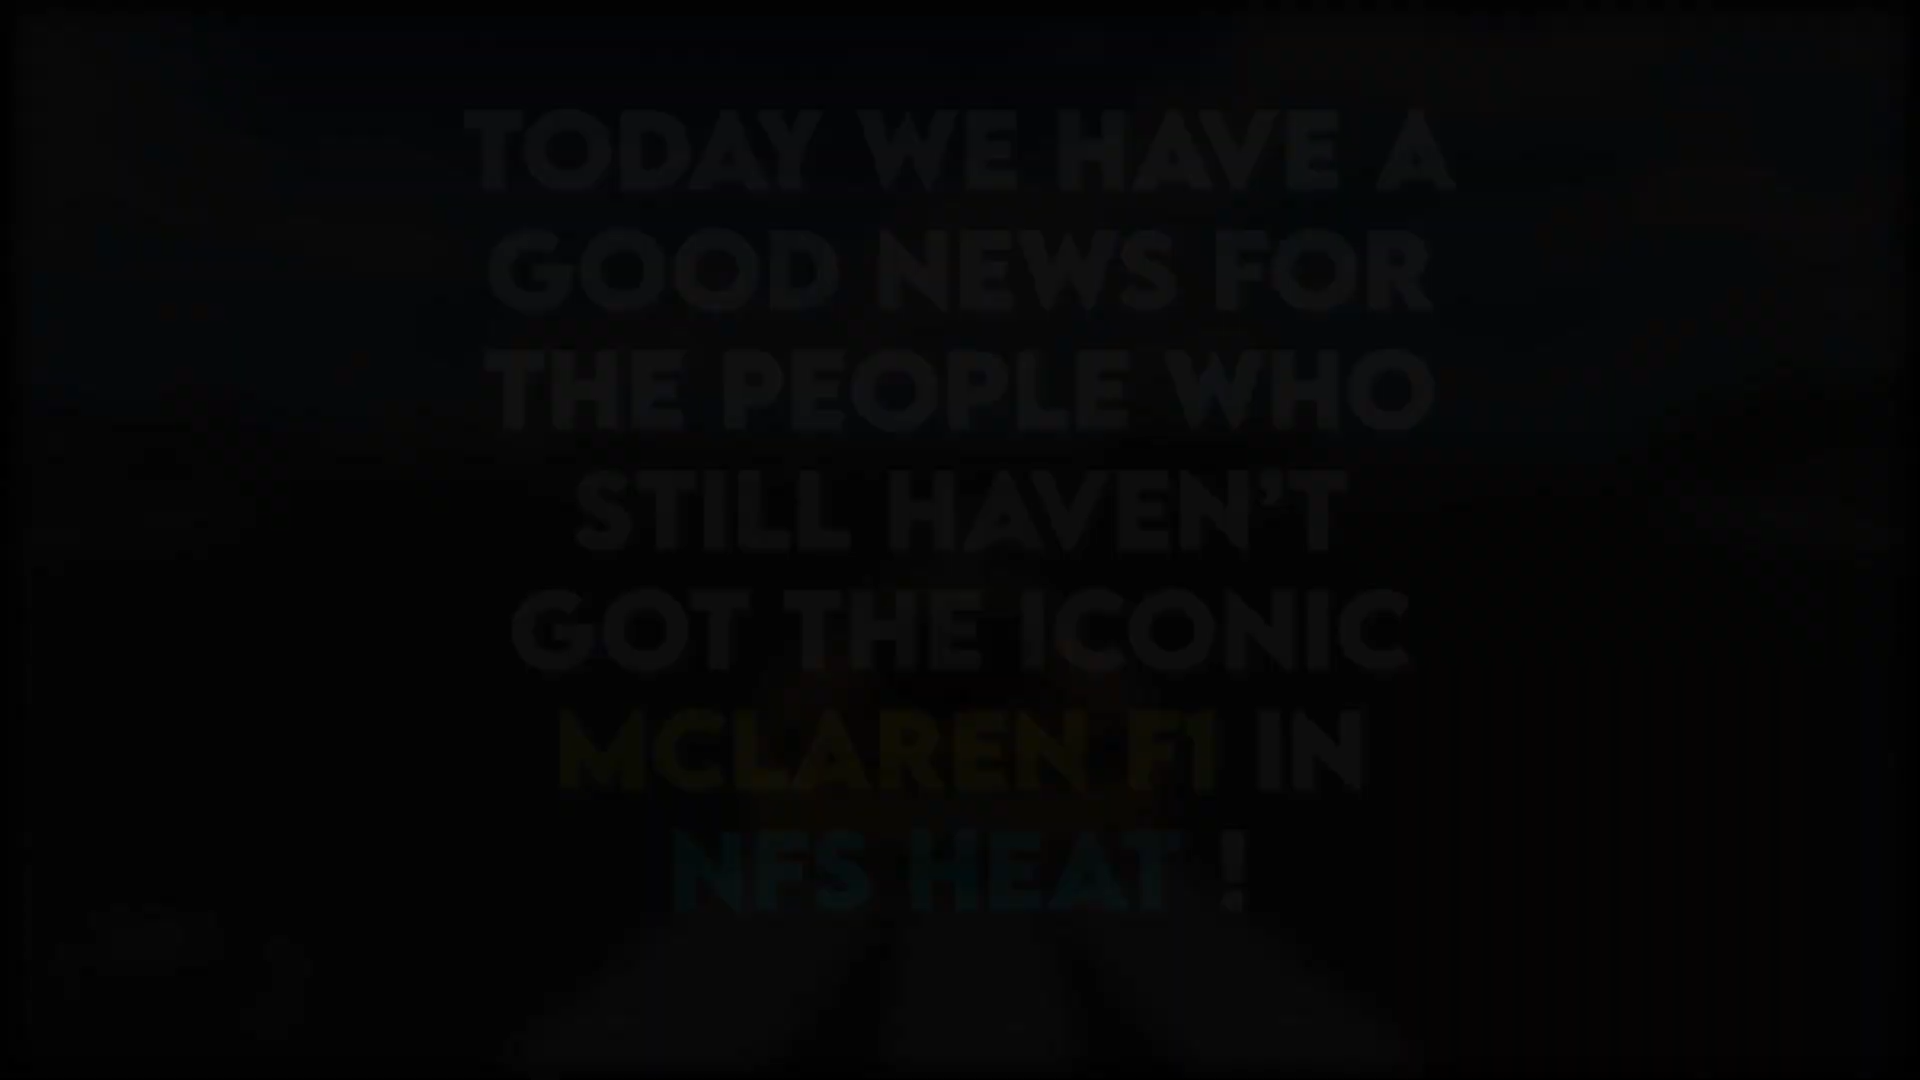 TODAY WE HAVE A
GOOD NEWS FOR
THE PEOPLE WHO
STILL HAVEN'T
GOT THE ICONIC
MCLAREN F1 IN
NFS HEAT !